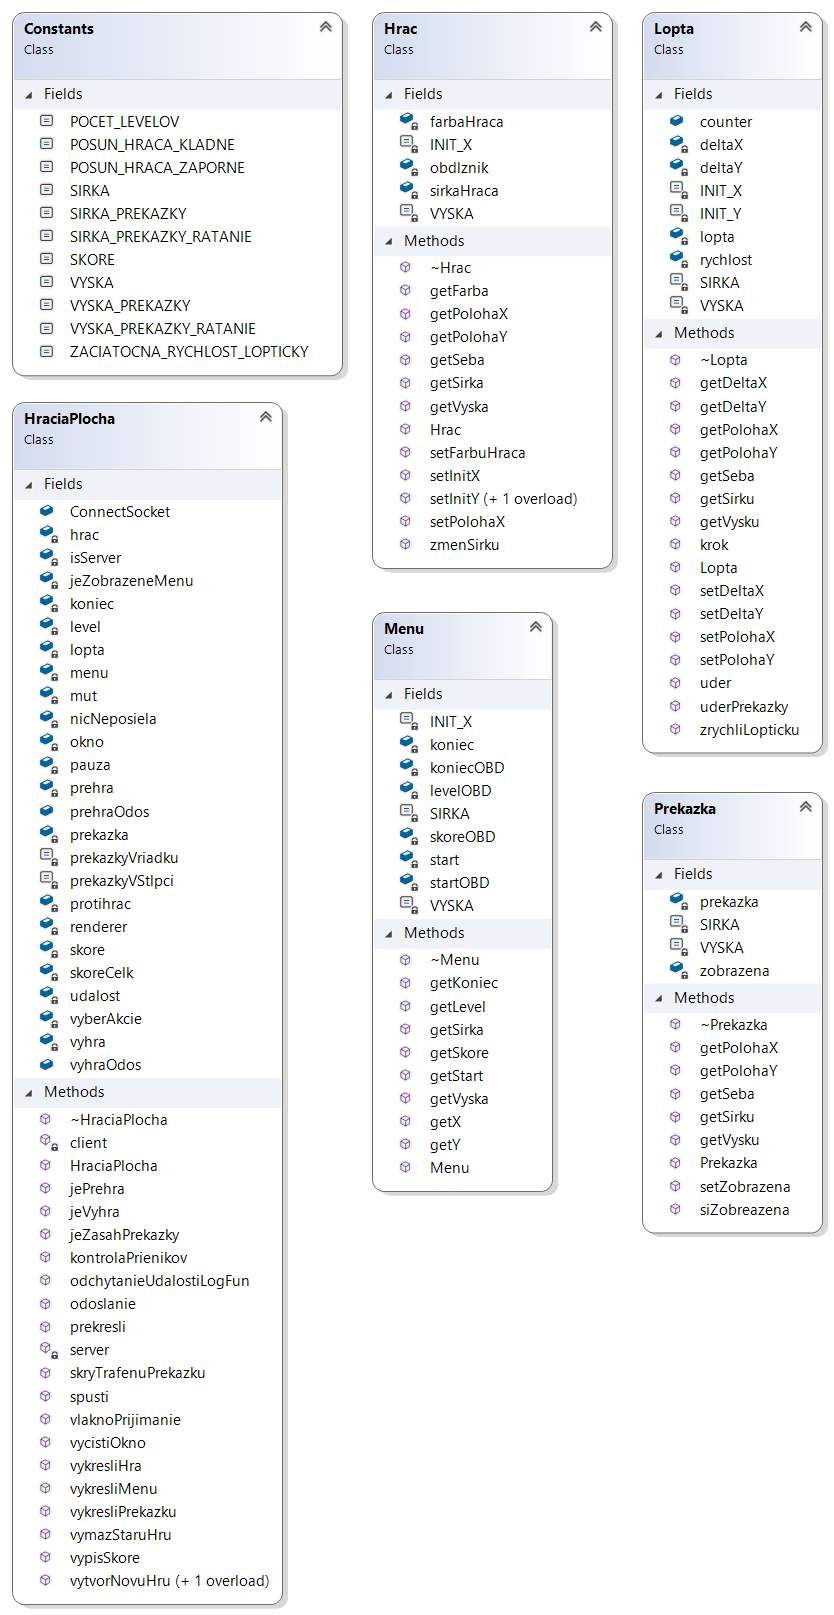 Constants
Class
Fields
POCET_LEVELOV
POSUN_HRACA_KLADNE
POSUN_HRACA_ZAPORNE
SIRKA
SIRKA_PREKAZKY
SIRKA_PREKAZKY_RATANIE
SKORE
VYSKA
VYSKA_PREKAZKY
VYSKA_PREKAZKY_RATANIE
ZACIATOCNA_RYCHLOST_LOPTICKY
HraciaPlocha
Class
Fields
ConnectSocket
hrac
isServer
jeZobrazeneMenu
koniec
level
lopta
menu
mut
nicNeposiela
okno
pauza
prehra
prehraOdos
prekazka
prekazkyVriadku
prekazkyVStlpci
protihrac
renderer
skore
skoreCelk
udalost
vyberAkcie
vyhra
vyhraOdos
Methods
~HraciaPlocha
client
HraciaPlocha
jePrehra
jeVyhra
jeZasahPrekazky
kontrolaPrienikov
odchytanieUdalostiLogFun
odoslanie
prekresli
server
skryTrafenuPrekazku
spusti
vlaknoPrijimanie
vycistiOkno
vykresliHra
vykresliMenu
vykresliPrekazku
vymazStaruHru
vypisSkore
vytvorNovuHru (+ 1 overload)
Hrac
Class
Fields
farbaHraca
INIT_X
obdlznik
sirkaHraca
VYSKA
Methods
~Hrac
getFarba
getPolohaX
getPolohaY
getSeba
getSirka
getVyska
Hrac
setFarbuHraca
setInitX
setInitY (+ 1 overload)
setPolohaX
zmenSirku
Menu
Class
Fields
INIT_X
koniec
koniecOBD
levelOBD
SIRKA
skoreOBD
start
startOBD
VYSKA
Methods
~Menu
getKoniec
getLevel
getSirka
getSkore
getStart
getVyska
getX
getY
Menu
Lopta
Class
Fields
counter
deltaX
deltaY
INIT_X
INIT_Y
lopta
rychlost
SIRKA
VYSKA
Methods
~Lopta
getDeltaX
getDeltaY
getPolohaX
getPolohaY
getSeba
getSirku
getVysku
krok
Lopta
setDeltaX
setDeltaY
setPolohaX
setPolohaY
uder
uderPrekazky
zrychliLopticku
Prekazka
Class
Fields
prekazka
SIRKA
VYSKA
zobrazena
Methods
~Prekazka
getPolohaX
getPolohaY
getSeba
getSirku
getVysku
Prekazka
setZobrazena
siZobreazena